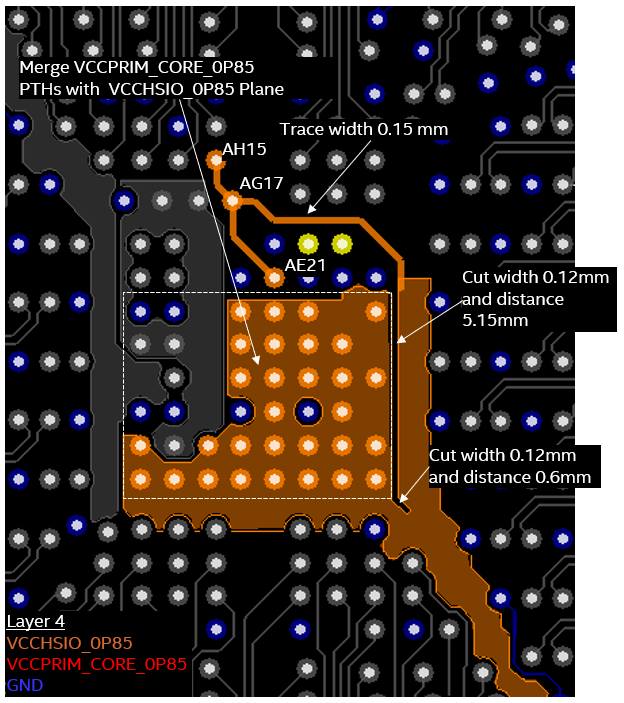 Merge VCCPRIM_CORE_0P85
PTHs with VCCHSIO_0P85 Plane
Trace width 0.15 mm
AH15
AG17
AE21
Cut width 0.12mm
and distance
5.15mm
Cut width 0.12mm
and distance 0.6mm
Layer 4
VCCHSIO_0P85
VCCPRIM_CORE_0P85
GND